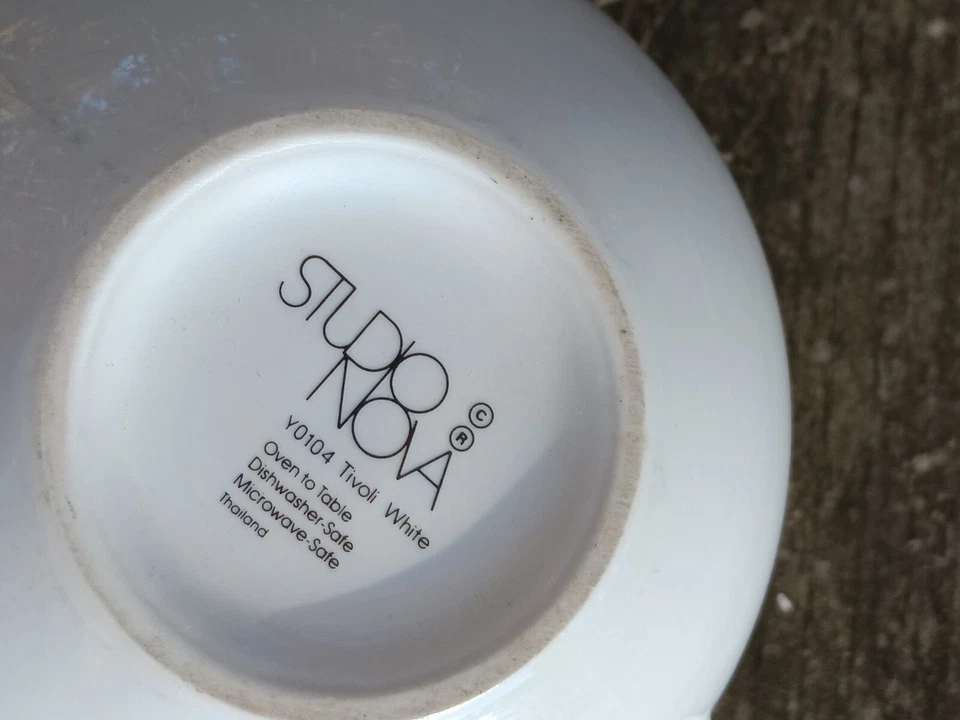 STUDIO
NOVA
©
®
Y0104 Tivoli White
Oven to Table
Dishwasher-Safe
Microwave-Safe
Thailand